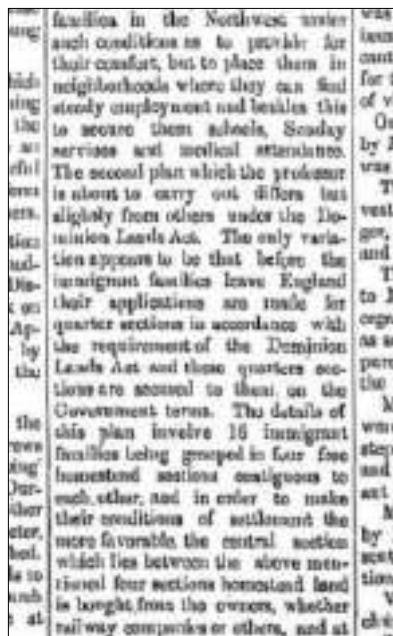 families in the Northwest under
such conditions as to provide for
their comfort, but to place them in
neighborhoods where they can find
steady employment and besides this
to secure them schools, Sunday
services and medical attendance.
The second plan which the professor
is about to carry out differs but
slightly from others under the Do-
minion Lands Act. The only varia-
tion appears to be that before the
immigrant families leave England
their applications are made for
quarter sections in accordance with
the requirement of the Dominion
Lands Act and these quarters sec-
tions are secured to them on the
Government terms. The details of
this plan involve 16 immigrant
families being grouped in four free
homestead sections contiguous to
each other, and in order to make
their conditions of settlement the
more favorable the central section
which lies between the above men-
tioned four sections homestead land
is bought from the owners, whether
railway companies or others, and at